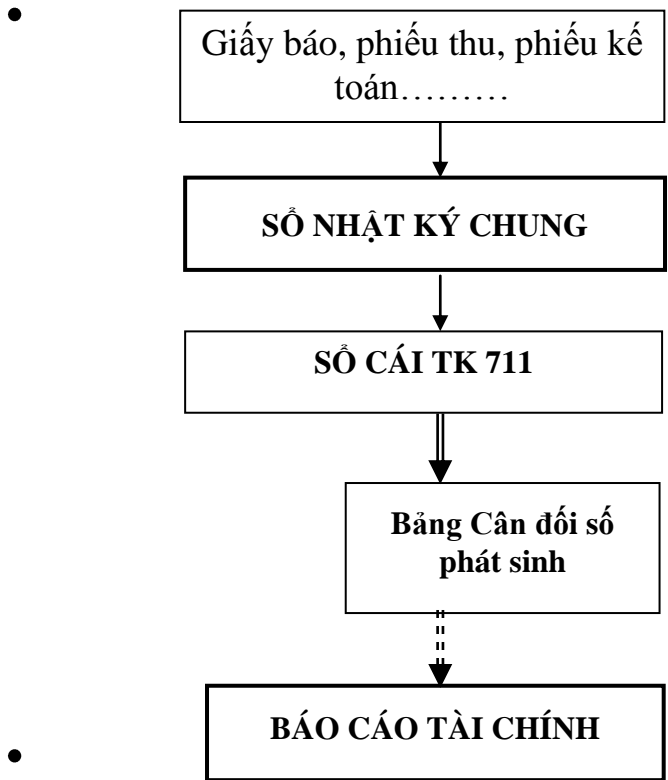 Giấy báo, phiếu thu, phiếu kế
toán………
SỔ NHẬT KÝ CHUNG
SỔ CÁI TK 711
Bảng Cân đối số
phát sinh
BÁO CÁO TÀI CHÍNH